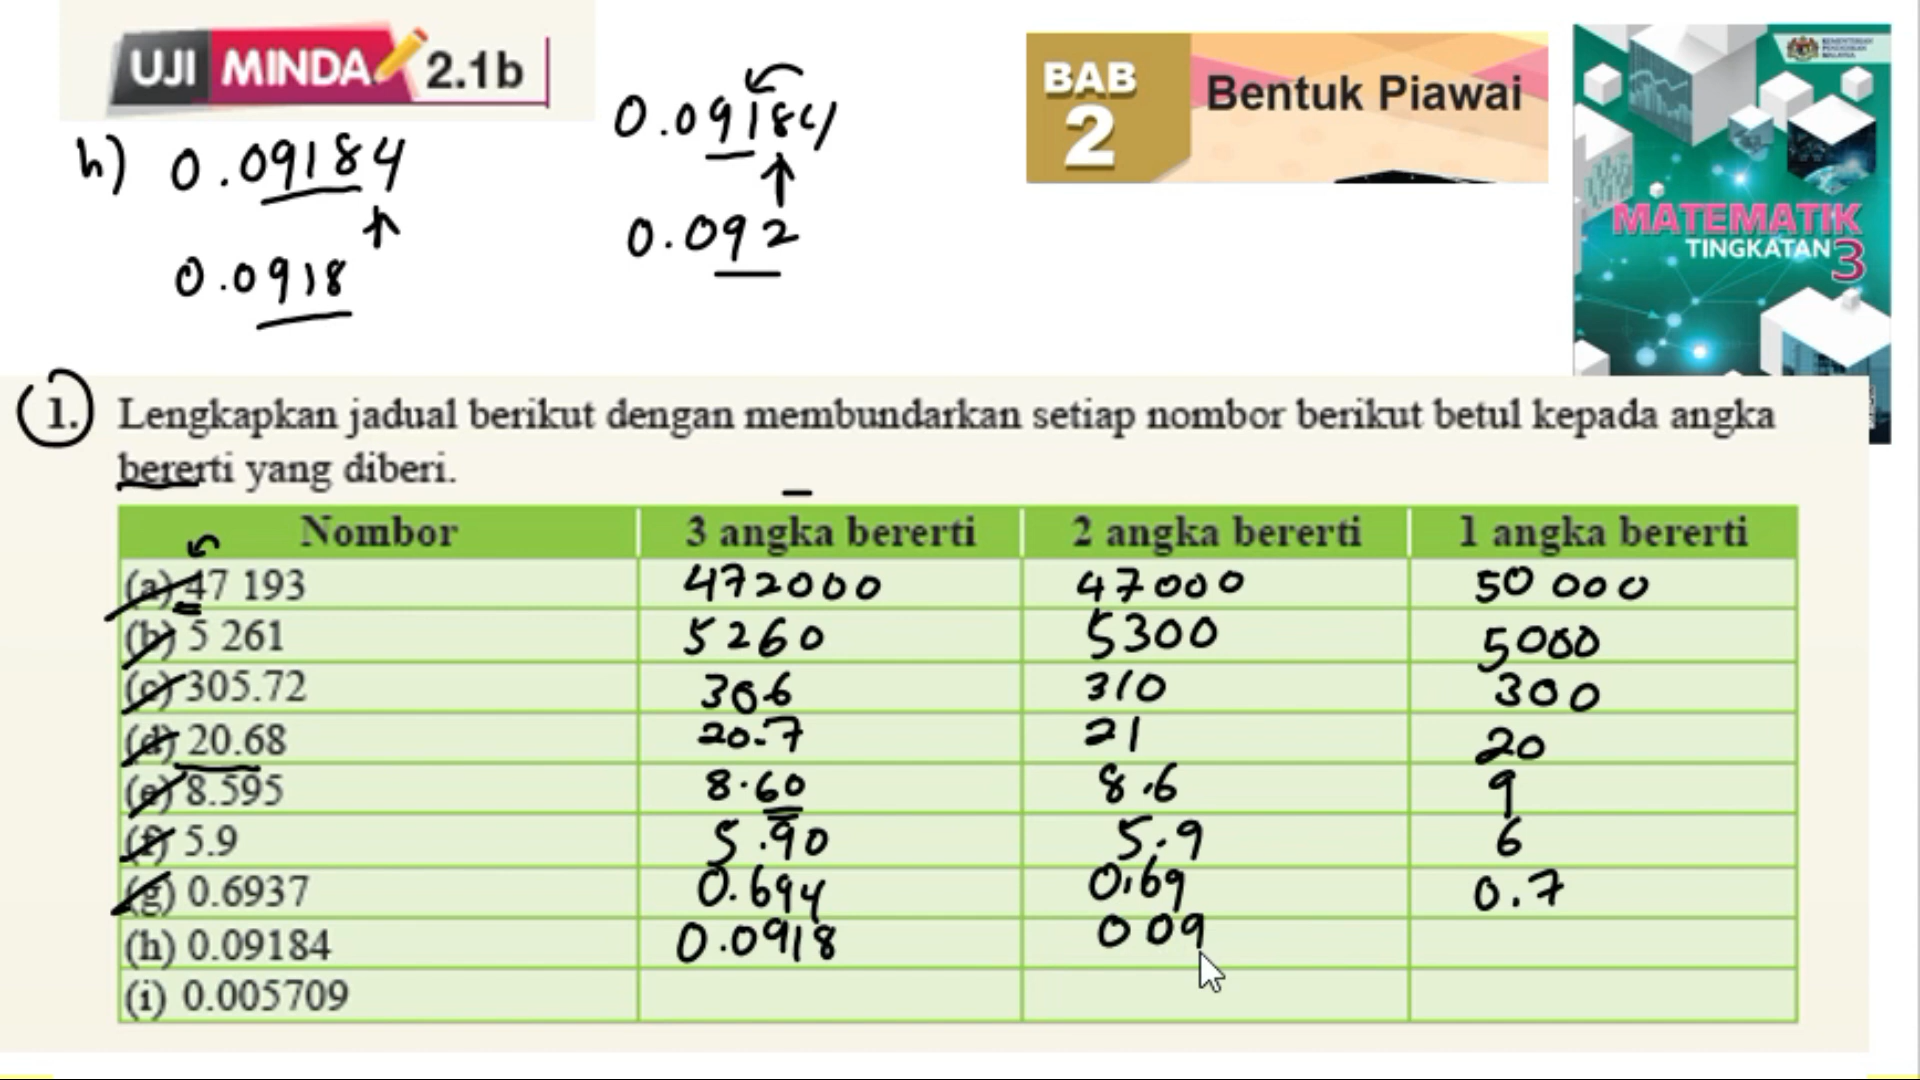 UJI MINDA 2.1b
h) 0.09184
0.0918
0.09184
0.092
BAB 2
Bentuk Piawai
KEMENTERIAN PENDIDIKAN MALAYSIA
MATEMATIK
TINGKATAN 3
1. Lengkapkan jadual berikut dengan membundarkan setiap nombor berikut betul kepada angka
bererti yang diberi.
Nombor 3 angka bererti 2 angka bererti 1 angka bererti
(a) 47 193 472000 47000 50 000
(b) 5 261 5260 5300 5000
(c) 305.72 306 310 300
(d) 20.68 20.7 21 20
(e) 8.595 8.60 8.6 9
(f) 5.9 5.90 5.9 6
(g) 0.6937 0.694 0.69 0.7
(h) 0.09184 0.0918 0 09
(i) 0.005709